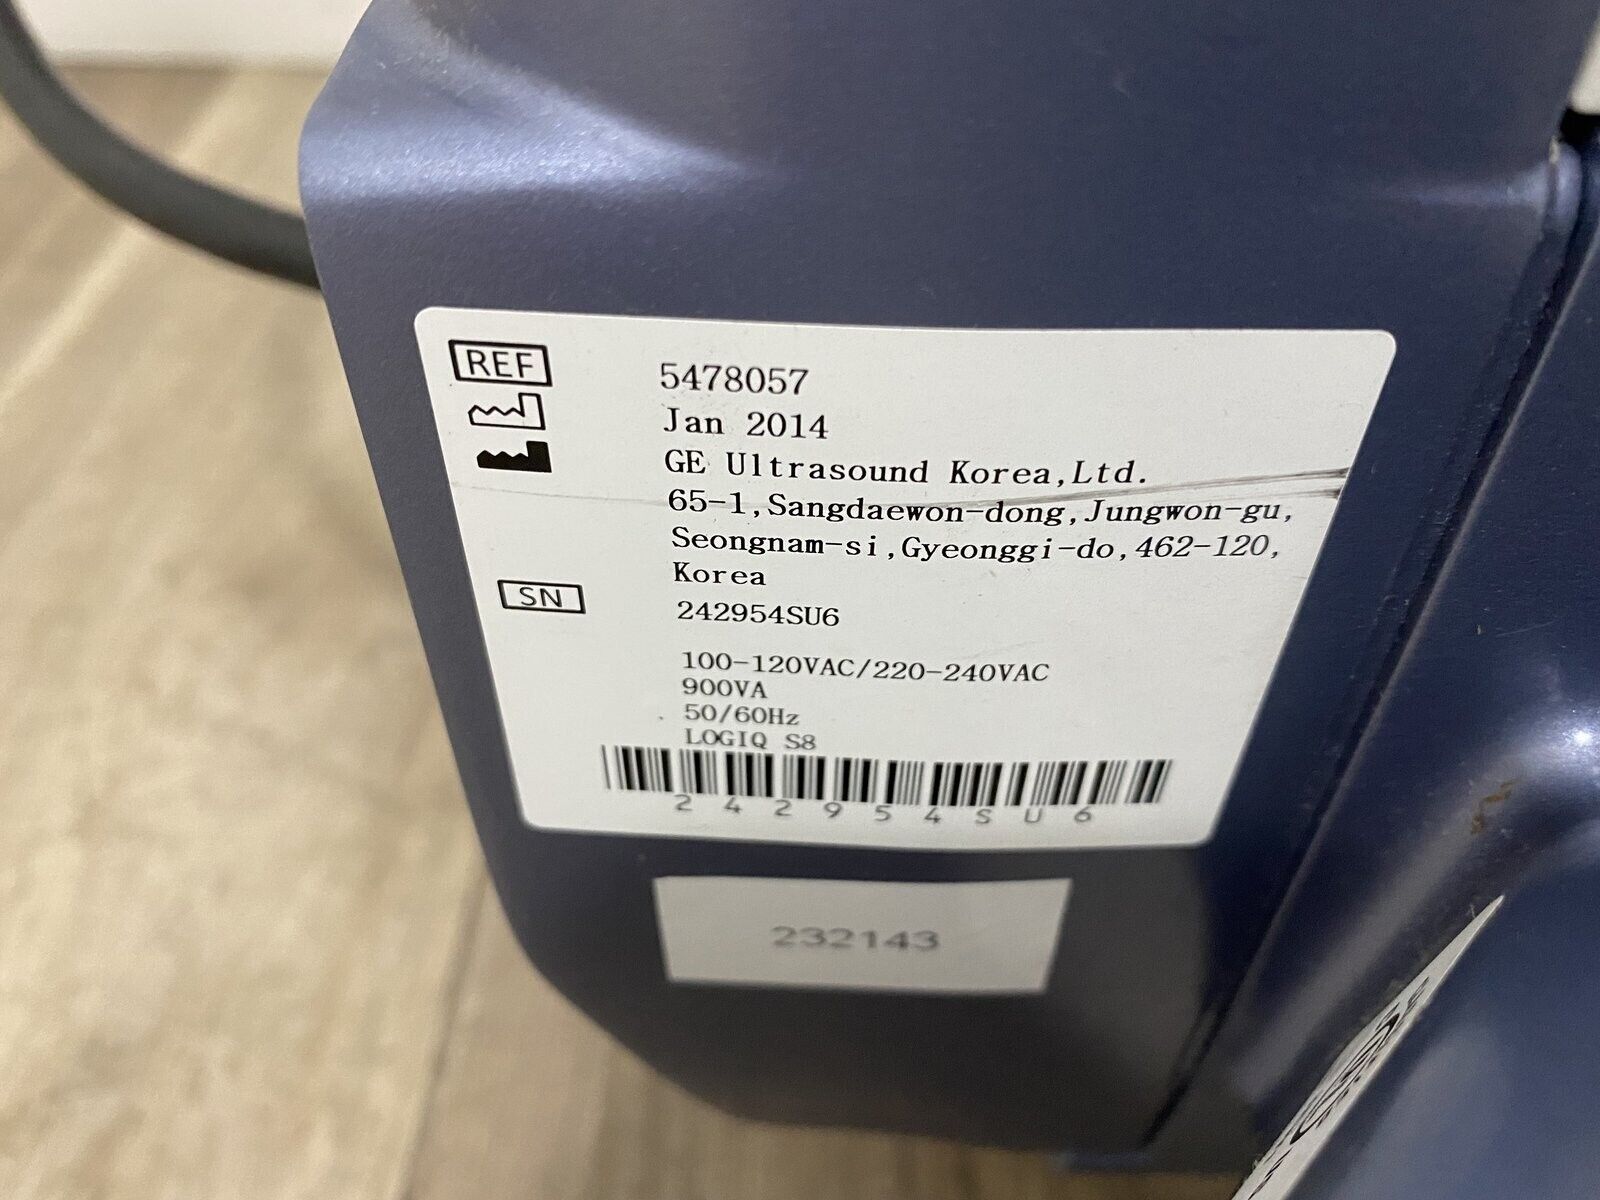 REF 5478057
Jan 2014
GE Ultrasound Korea,Ltd.
65-1,Sangdaewon-dong,Jungwon-gu,
Seongnam-si,Gyeonggi-do,462-120,
Korea
SN 242954SU6
100-120VAC/220-240VAC
900VA
50/60Hz
LOGIQ S8
242954SU6
232143